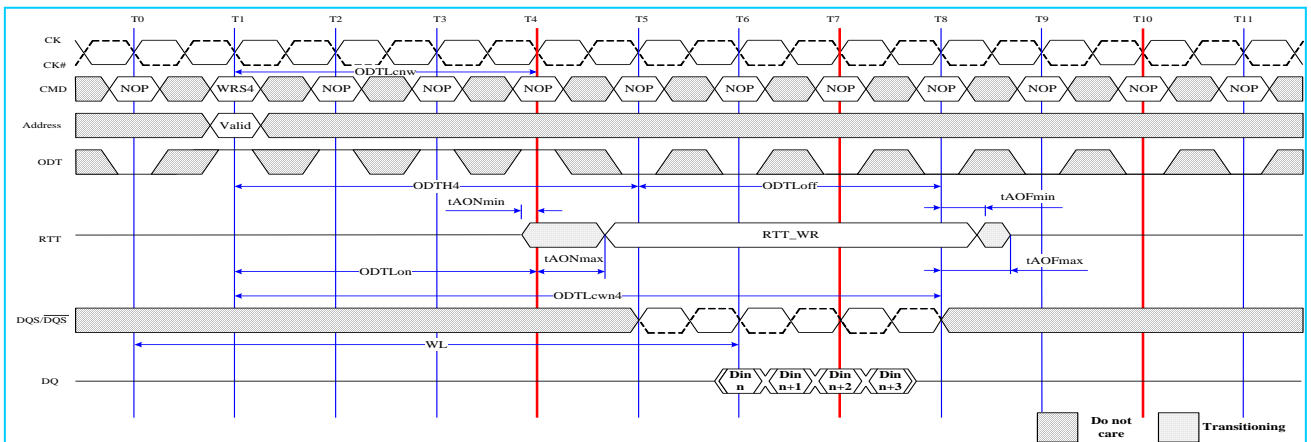 T0 T1 T2 T3 T4 T5 T6 T7 T8 T9 T10 T11
CK
CK#
ODTLcnw
CMD NOP WRS4 NOP NOP NOP NOP NOP NOP NOP NOP NOP NOP
Address Valid
ODT
ODTH4 ODTLoff
tAONmin tAOFmin
RTT RTT_WR
tAONmax tAOFmax
ODTLon
ODTLcwn4
DQS/DQS
WL
DQ Din n Din n+1 Din n+2 Din n+3
Do not care Transitioning